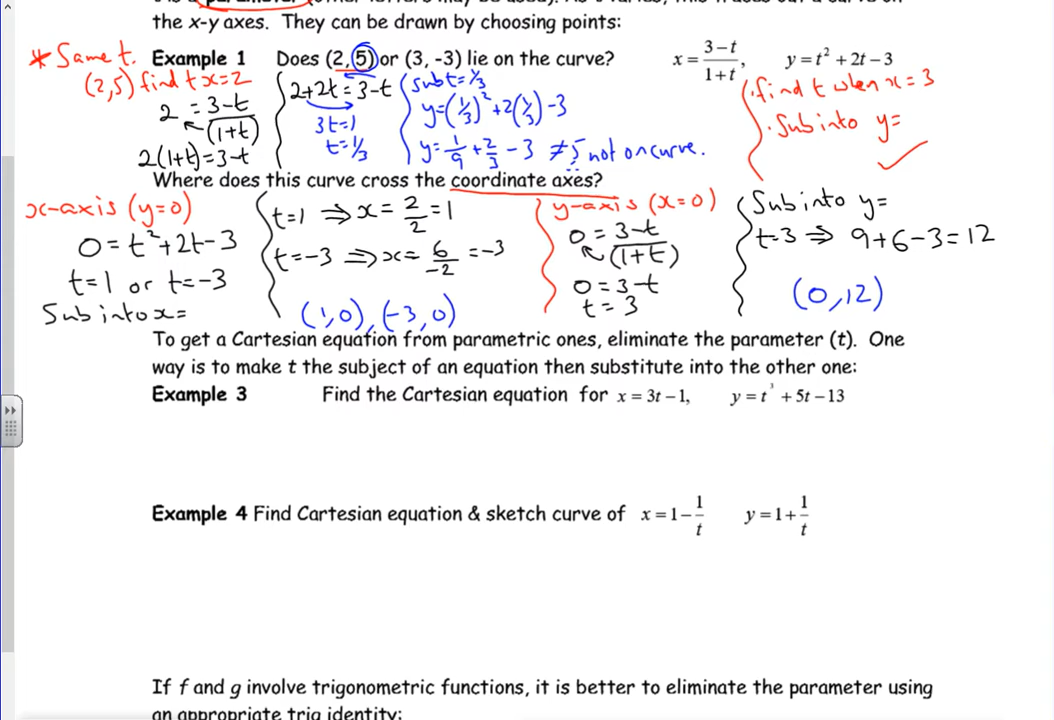 the x-y axes. They can be drawn by choosing points:
* Same t. Example 1 Does (2, 5) or (3, -3) lie on the curve? x = (3-t)/(1+t), y = t² + 2t - 3
(2,5) find t x=2
2 = (3-t)/(1+t)
2(1+t)=3-t
2+2t = 3-t
3t=1
t=1/3
Sub t=1/3
y=(1/3)²+2(1/3)-3
y= 1/9 + 2/3 - 3 ≠ 5 not on curve.
. find t when x = 3
. Sub into y=
✓
Where does this curve cross the coordinate axes?
x-axis (y=0)
0 = t²+2t-3
t=1 or t=-3
Sub into x=
t=1 ⇒ x = 2/2 = 1
t=-3 ⇒ x= 6/-2 = -3
(1,0), (-3,0)
y-axis (x=0)
0 = (3-t)/(1+t)
0 = 3-t
t = 3
Sub into y=
t=3 ⇒ 9+6-3=12
(0,12)
To get a Cartesian equation from parametric ones, eliminate the parameter (t). One
way is to make t the subject of an equation then substitute into the other one:
Example 3 Find the Cartesian equation for x = 3t - 1, y = t² + 5t - 13
Example 4 Find Cartesian equation & sketch curve of x = 1 - 1/t y = 1 + 1/t
If f and g involve trigonometric functions, it is better to eliminate the parameter using
an appropriate trig identity: